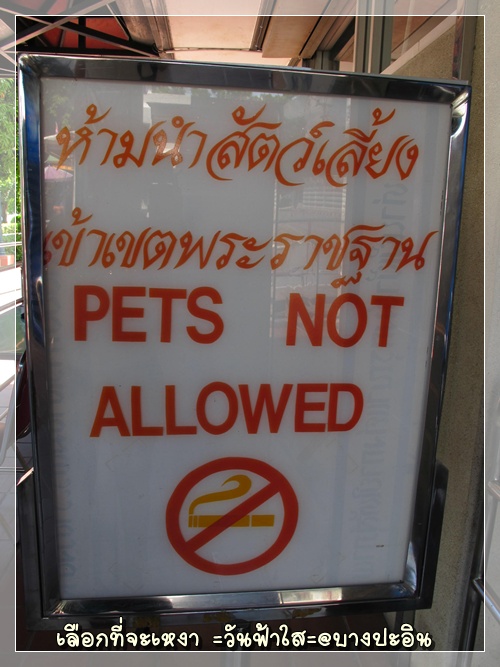 ห้ามนำสัตว์เลี้ยง
เข้าเขตพระราชฐาน
PETS NOT
ALLOWED
เลือกที่จะเหงา =วันฟ้าใส=@บางปะอิน